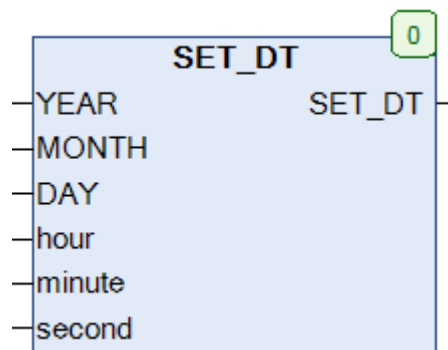 0
SET_DT
YEAR SET_DT
MONTH
DAY
hour
minute
second